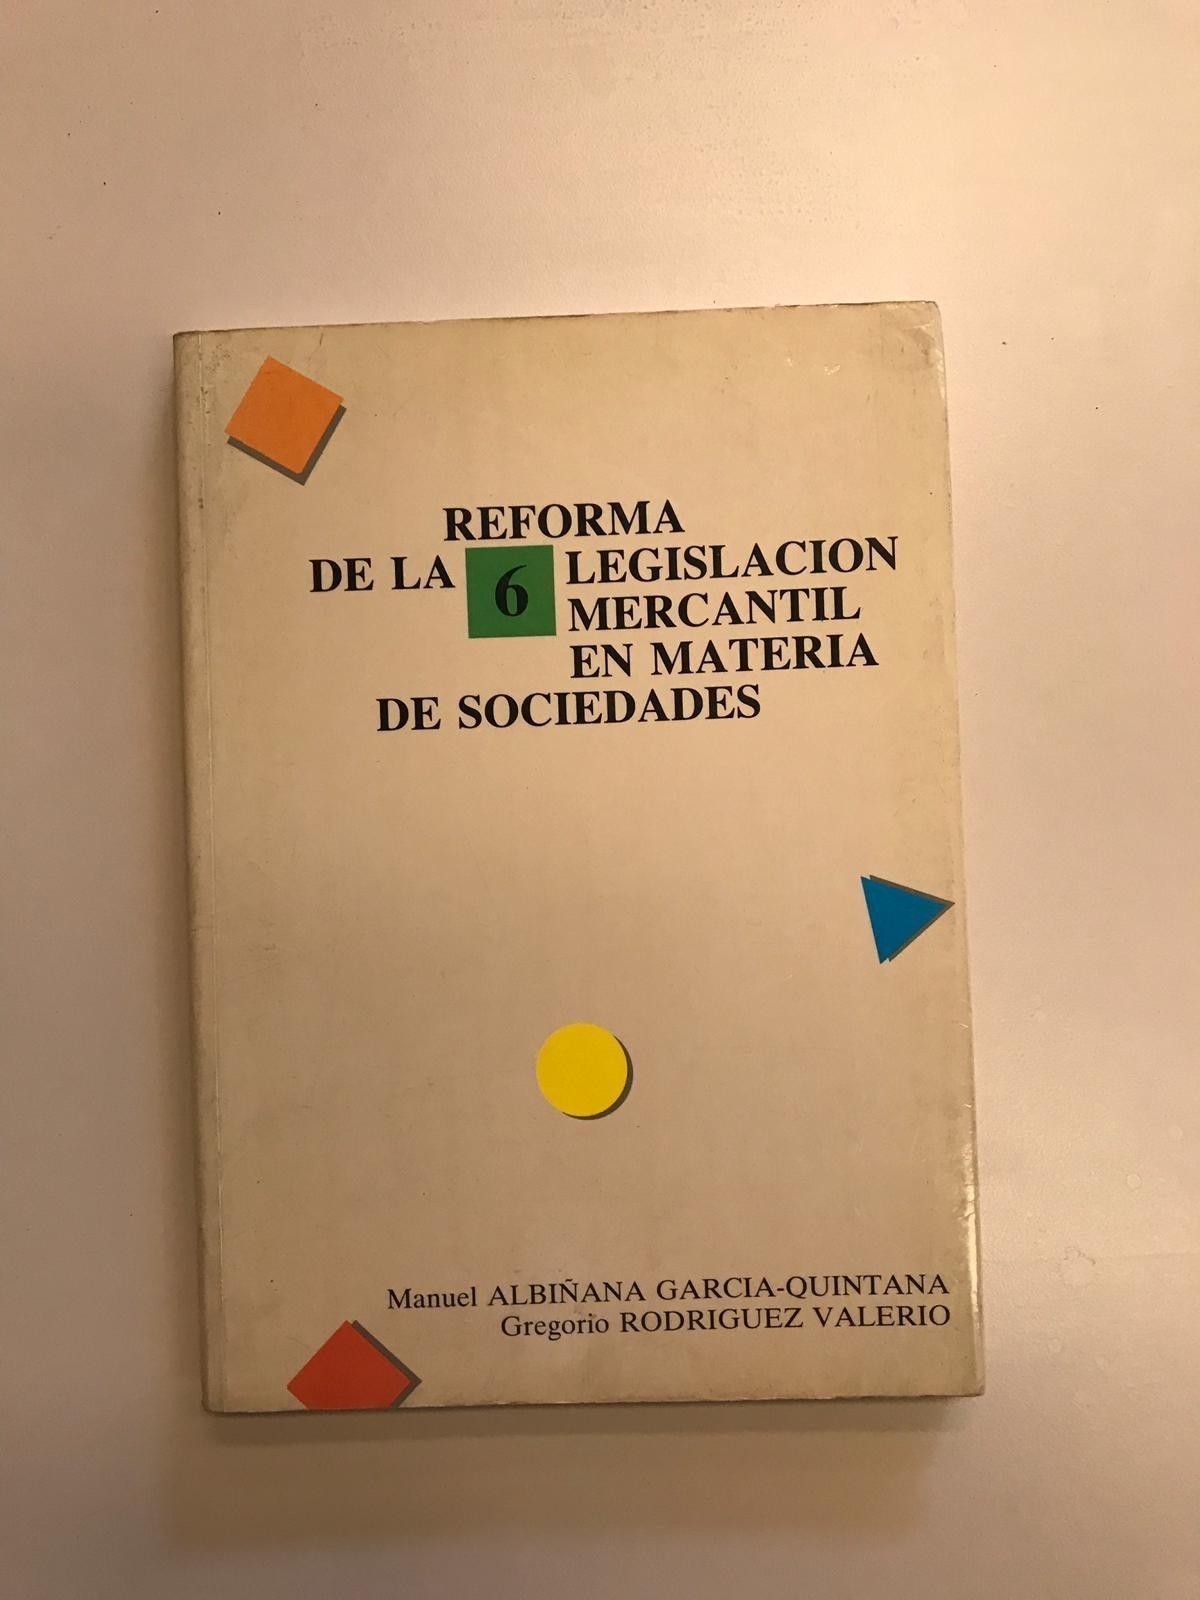 REFORMA
DE LA 6 LEGISLACION
MERCANTIL
EN MATERIA
DE SOCIEDADES
Manuel ALBIÑANA GARCIA-QUINTANA
Gregorio RODRIGUEZ VALERIO